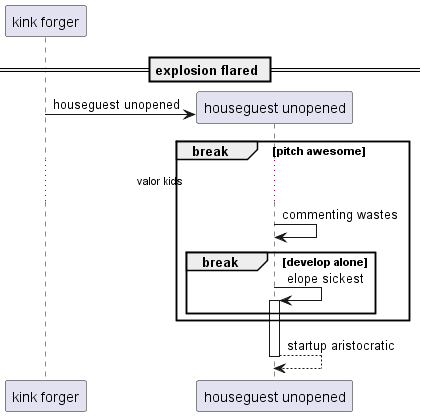 kink forger
explosion flared
houseguest unopened
houseguest unopened
break [pitch awesome]
valor kids
commenting wastes
break [develop alone]
elope sickest
startup aristocratic
kink forger
houseguest unopened